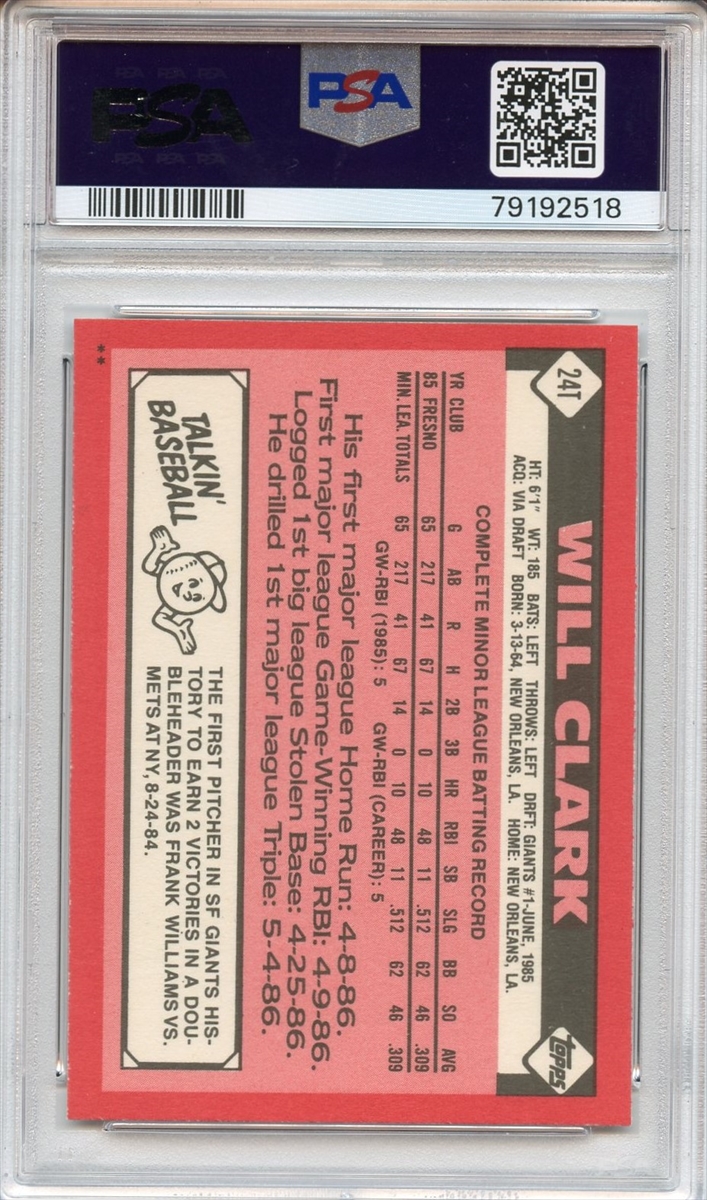 PSA
PSA
79192518
24T
WILL CLARK
HT: 6'1" WT: 185 BATS: LEFT THROWS: LEFT DRFT: GIANTS #1-JUNE, 1985
ACQ: VIA DRAFT BORN: 3-13-64, NEW ORLEANS, LA. HOME: NEW ORLEANS, LA.
topps
COMPLETE MINOR LEAGUE BATTING RECORD
YR CLUB G AB R H 2B 3B HR RBI SB SLG BB SO AVG
85 FRESNO 65 217 41 67 14 0 10 48 11 .512 62 46 .309
MIN. LEA. TOTALS 65 217 41 67 14 0 10 48 11 .512 62 46 .309
GW-RBI (1985): 5 GW-RBI (CAREER): 5
His first major league Home Run: 4-8-86.
First major league Game-Winning RBI: 4-9-86.
Logged 1st big league Stolen Base: 4-25-86.
He drilled 1st major league Triple: 5-4-86.
TALKIN'
BASEBALL
THE FIRST PITCHER IN SF GIANTS HIS-
TORY TO EARN 2 VICTORIES IN A DOU-
BLEHEADER WAS FRANK WILLIAMS VS.
METS AT NY, 8-24-84.
**